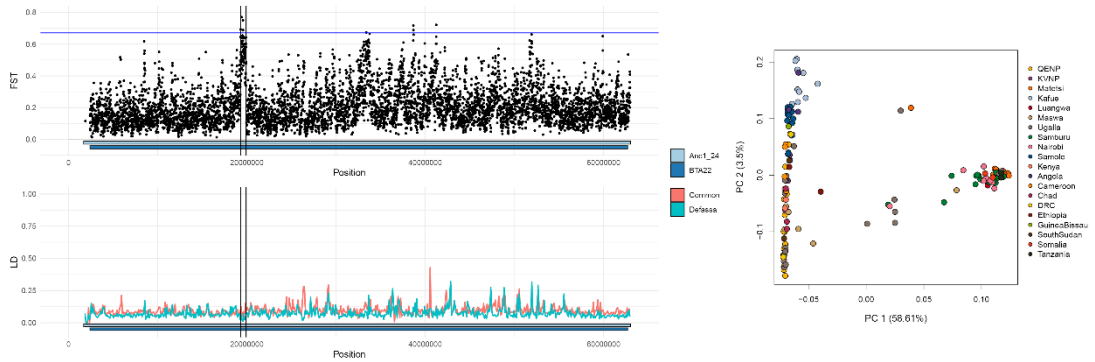 0.8
0.6
0.4
0.2
0.0
FST
0
20000000
40000000
60000000
Position
Anc1_24
BTA22
Common
Defassa
1.00
0.75
0.50
0.25
0.00
LD
0
20000000
40000000
60000000
Position
0.2
0.1
0.0
−0.1
PC 2 (3.5%)
−0.05
0.00
0.05
0.10
PC 1 (58.61%)
QENP
KVNP
Matetsi
Kafue
Luangwa
Maswa
Ugalla
Samburu
Nairobi
Samole
Kenya
Angola
Cameroon
Chad
DRC
Ethiopia
GuineaBissau
SouthSudan
Somalia
Tanzania